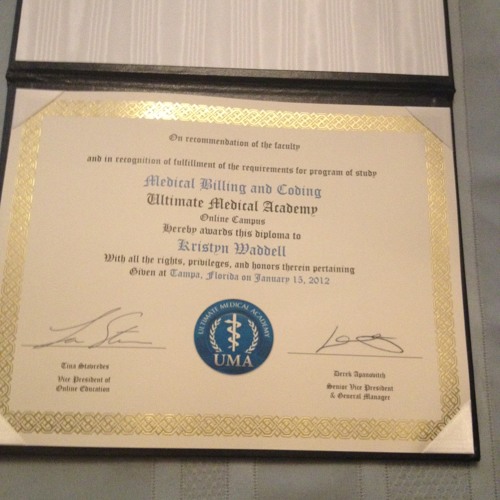 On recommendation of the faculty
and in recognition of fulfillment of the requirements for program of study
Medical Billing and Coding
Ultimate Medical Academy
Online Campus
Hereby awards this diploma to
Kristyn Waddell
With all the rights, privileges, and honors therein pertaining
Given at Tampa, Florida on January 15, 2012
ULTIMATE MEDICAL ACADEMY
UMA
Tina Stavredes
Vice President of
Online Education
Derek Apanovitch
Senior Vice President
& General Manager